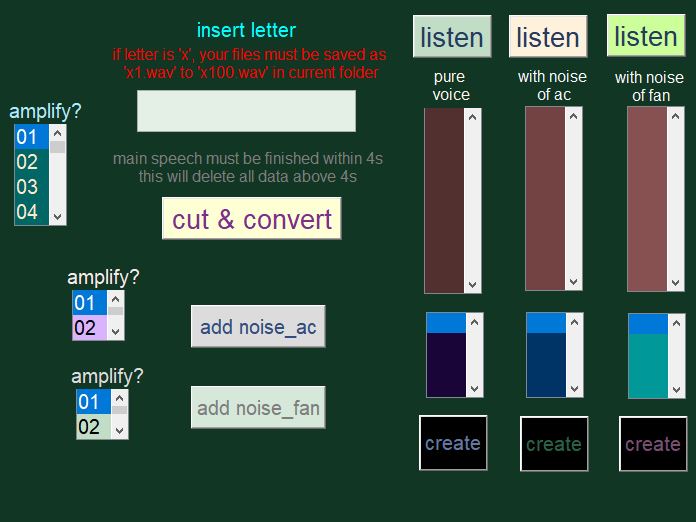 insert letter
if letter is 'x', your files must be saved as
'x1.wav' to 'x100.wav' in current folder
amplify?
01
02
03
04
main speech must be finished within 4s
this will delete all data above 4s
cut & convert
amplify?
01
02
add noise_ac
amplify?
01
02
add noise_fan
listen
listen
listen
pure
voice
with noise
of ac
with noise
of fan
create
create
create